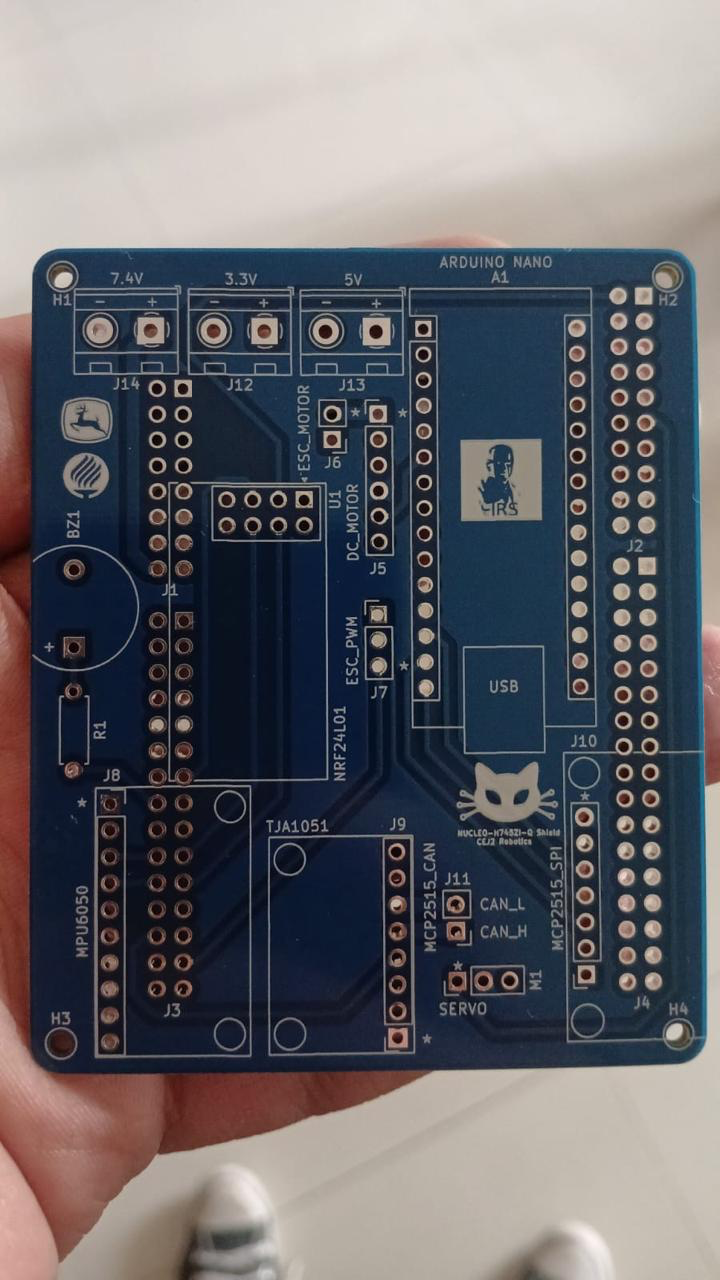 ARDUINO NANO
A1
7.4V
3.3V
5V
H1
H2
- +
- +
- +
J14
J12
J13
ESC_MOTOR
J6
U1
DC_MOTOR
J5
IRS
BZ1
J2
J1
+
ESC_PWM
J7
USB
R1
NRF24L01
J10
J8
TJA1051
J9
NUCLEO-H745ZI-Q Shield
CEJ2 Robotics
MPU6050
MCP2515_CAN
J11
CAN_L
CAN_H
MCP2515_SPI
M1
SERVO
J3
J4
H3
H4